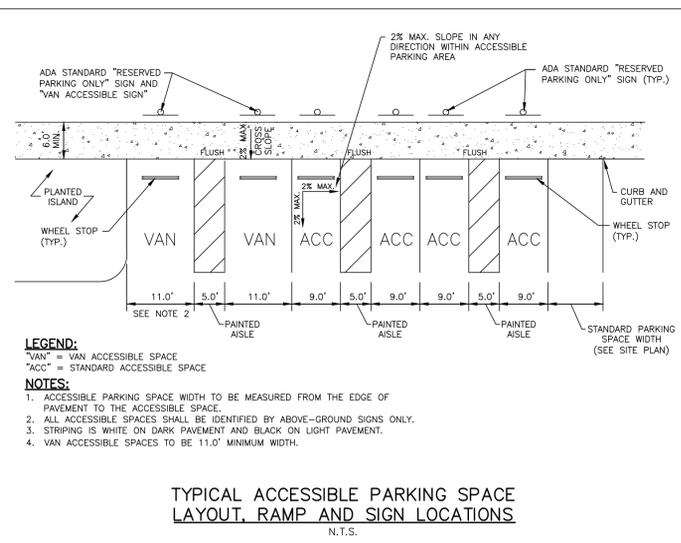 2% MAX. SLOPE IN ANY
DIRECTION WITHIN ACCESSIBLE
PARKING AREA
ADA STANDARD "RESERVED
PARKING ONLY" SIGN AND
"VAN ACCESSIBLE SIGN"
ADA STANDARD "RESERVED
PARKING ONLY" SIGN (TYP.)
6.0'
MIN.
2% MAX
CROSS
SLOPE
FLUSH
FLUSH
FLUSH
PLANTED
ISLAND
WHEEL STOP
(TYP.)
2% MAX.
2% MAX.
CURB AND
GUTTER
WHEEL STOP
(TYP.)
VAN
VAN
ACC
ACC
ACC
ACC
11.0'
5.0'
11.0'
9.0'
5.0'
9.0'
9.0'
5.0'
9.0'
SEE NOTE 2
PAINTED
AISLE
PAINTED
AISLE
PAINTED
AISLE
STANDARD PARKING
SPACE WIDTH
(SEE SITE PLAN)
LEGEND:
"VAN" = VAN ACCESSIBLE SPACE
"ACC" = STANDARD ACCESSIBLE SPACE
NOTES:
1. ACCESSIBLE PARKING SPACE WIDTH TO BE MEASURED FROM THE EDGE OF
PAVEMENT TO THE ACCESSIBLE SPACE.
2. ALL ACCESSIBLE SPACES SHALL BE IDENTIFIED BY ABOVE-GROUND SIGNS ONLY.
3. STRIPING IS WHITE ON DARK PAVEMENT AND BLACK ON LIGHT PAVEMENT.
4. VAN ACCESSIBLE SPACES TO BE 11.0' MINIMUM WIDTH.
TYPICAL ACCESSIBLE PARKING SPACE
LAYOUT, RAMP AND SIGN LOCATIONS
N.T.S.